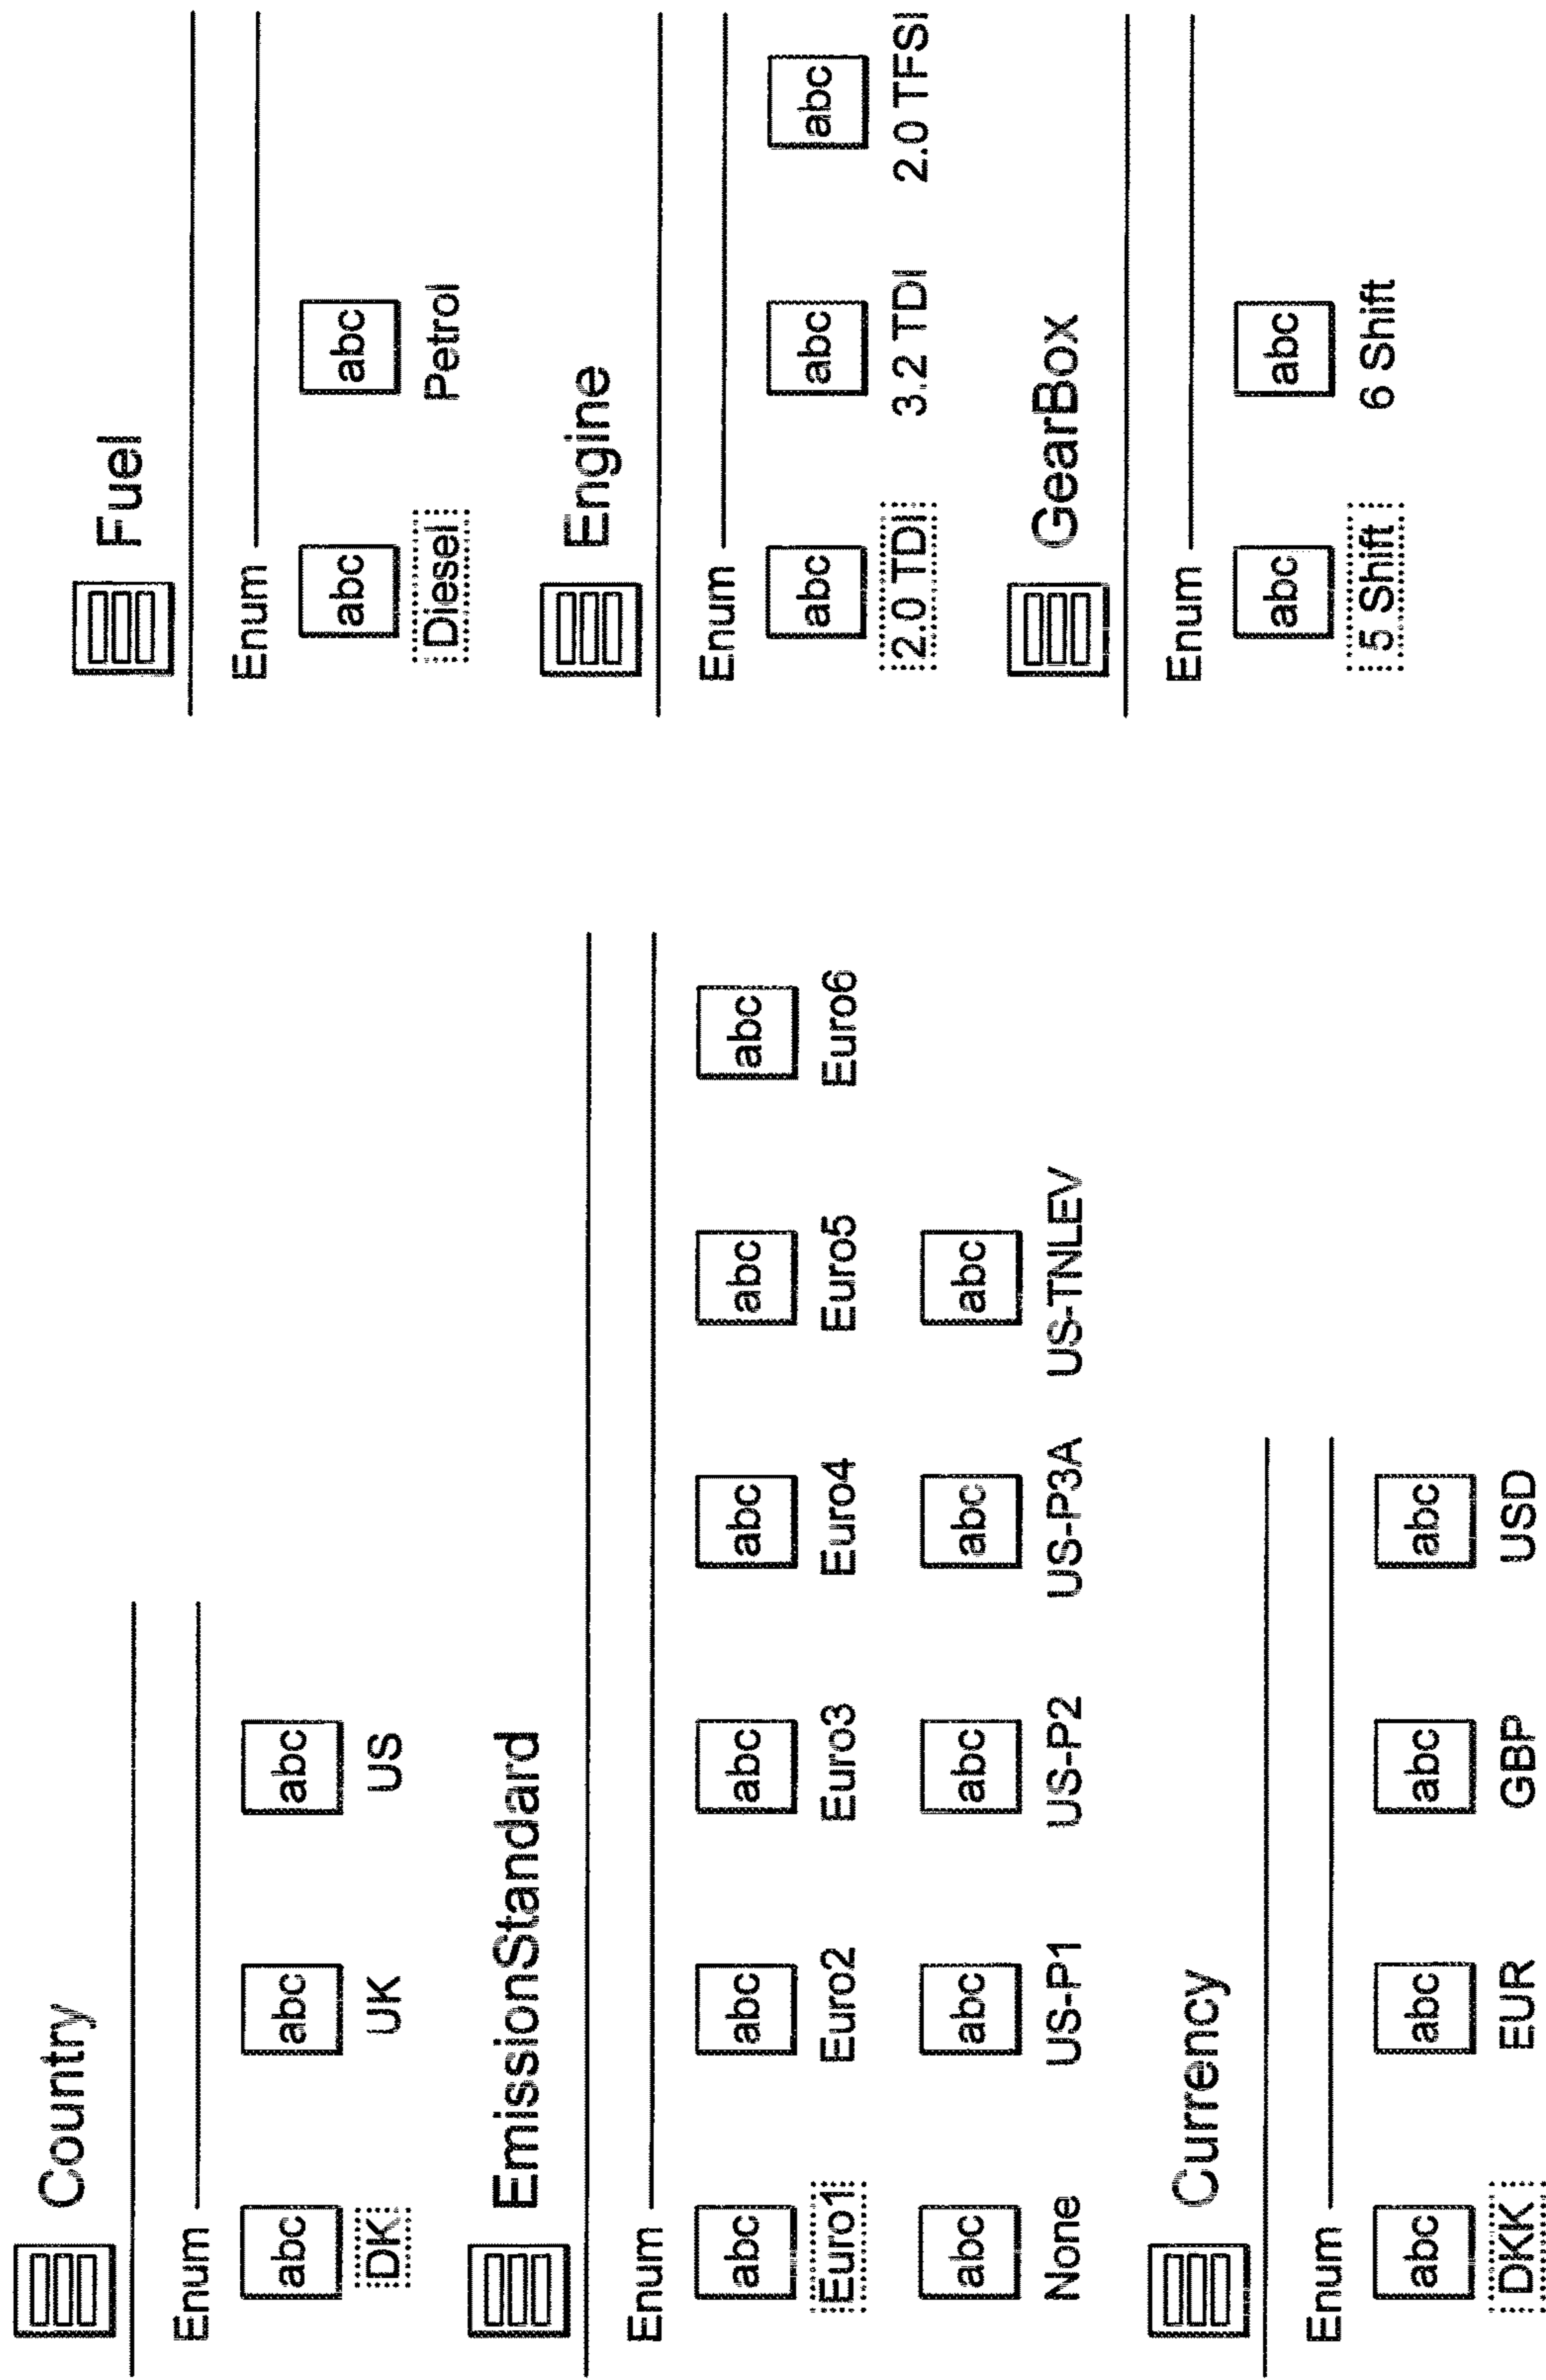 Country
Enum
abc abc abc
DK UK US
EmissionStandard
Enum
abc abc abc abc abc abc
Euro1 Euro2 Euro3 Euro4 Euro5 Euro6
abc abc abc abc abc
None US-P1 US-P2 US-P3A US-TNLEV
Currency
Enum
abc abc abc abc
DKK EUR GBP USD
Fuel
Enum
abc abc
Diesel Petrol
Engine
Enum
abc abc abc
2.0 TDI 3.2 TDI 2.0 TFSI
GearBox
Enum
abc abc
5 Shift 6 Shift